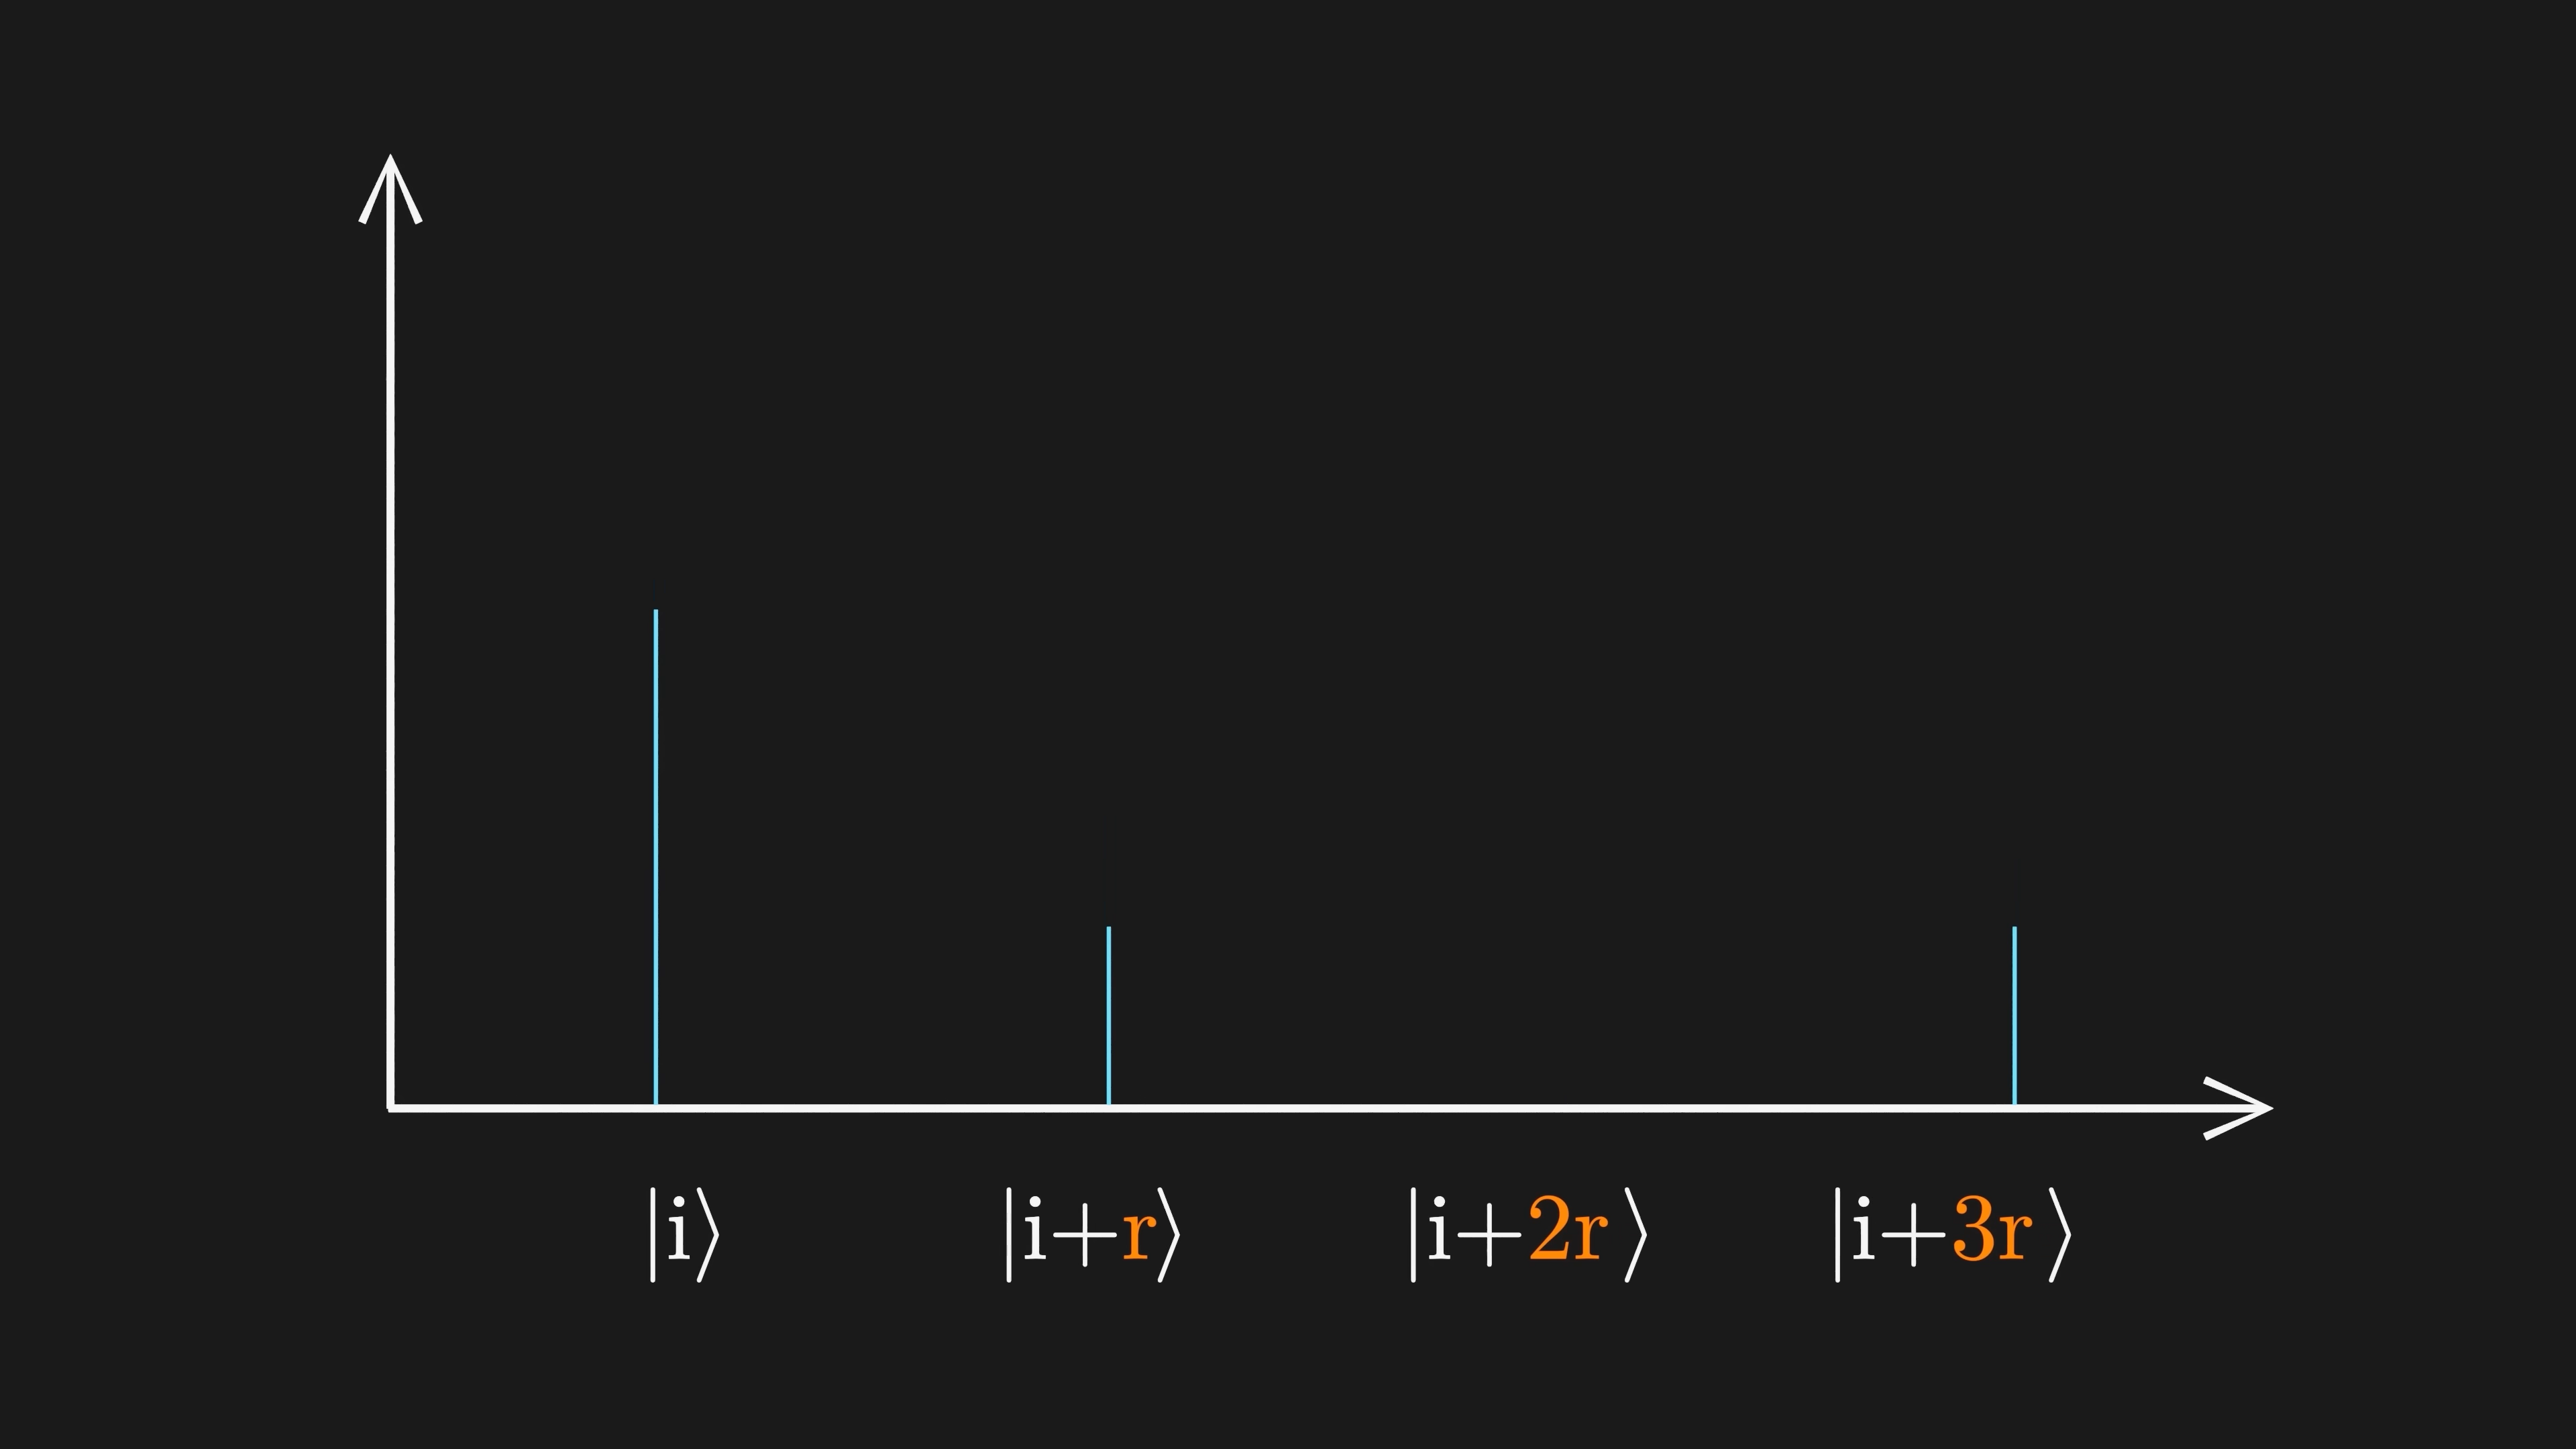 |i⟩ |i+r⟩ |i+2r⟩ |i+3r⟩